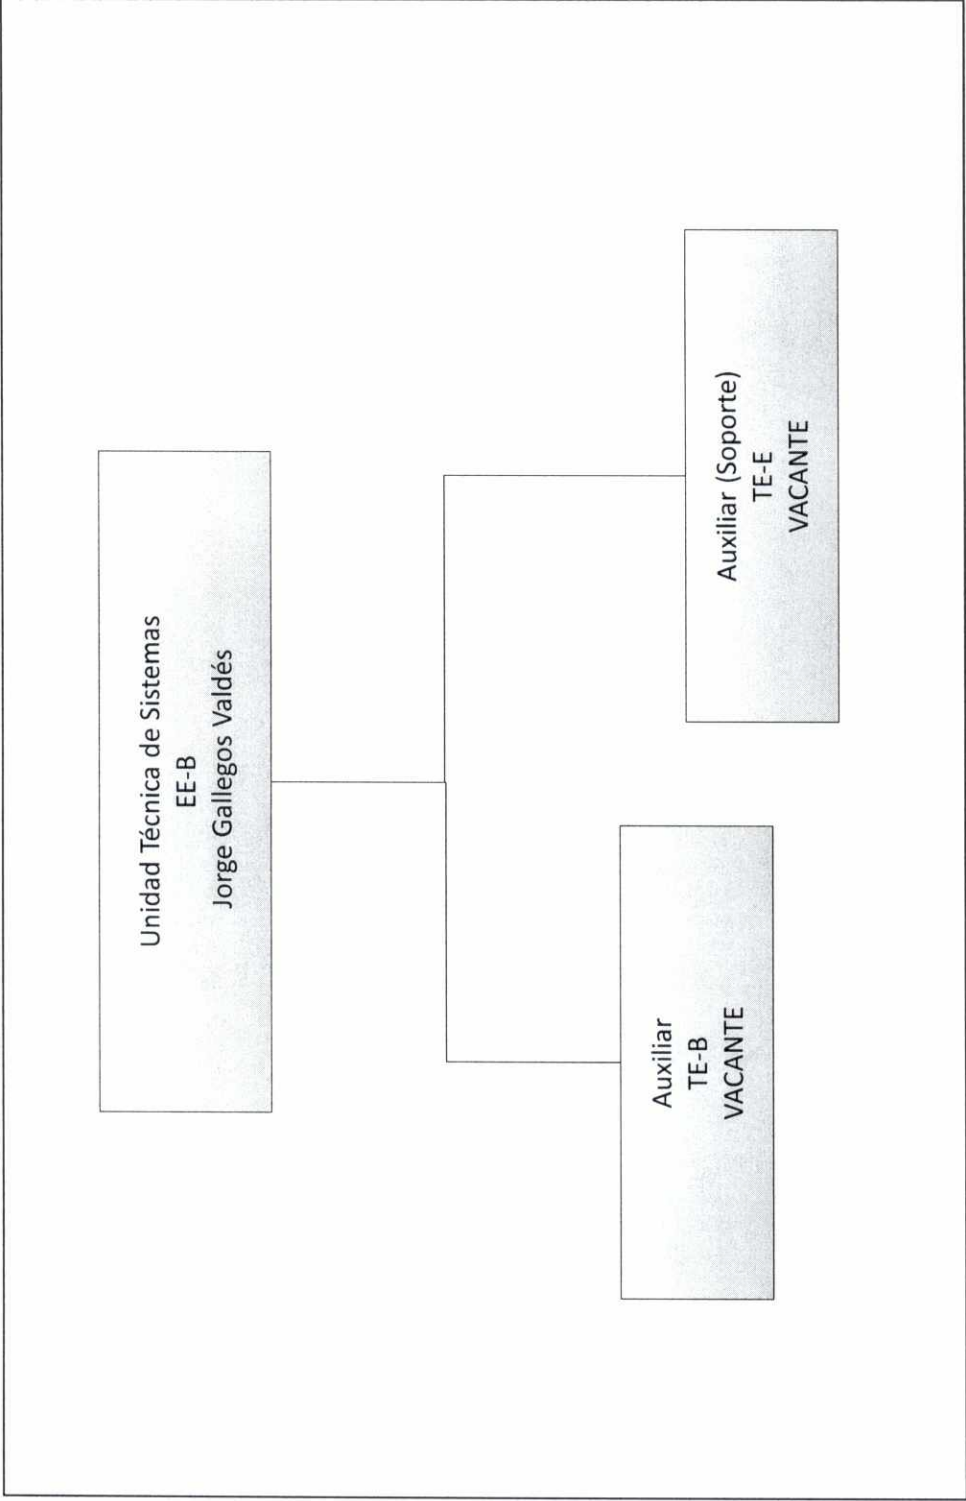 Unidad Técnica de Sistemas
EE-B
Jorge Gallegos Valdés
Auxiliar
TE-B
VACANTE
Auxiliar (Soporte)
TE-E
VACANTE